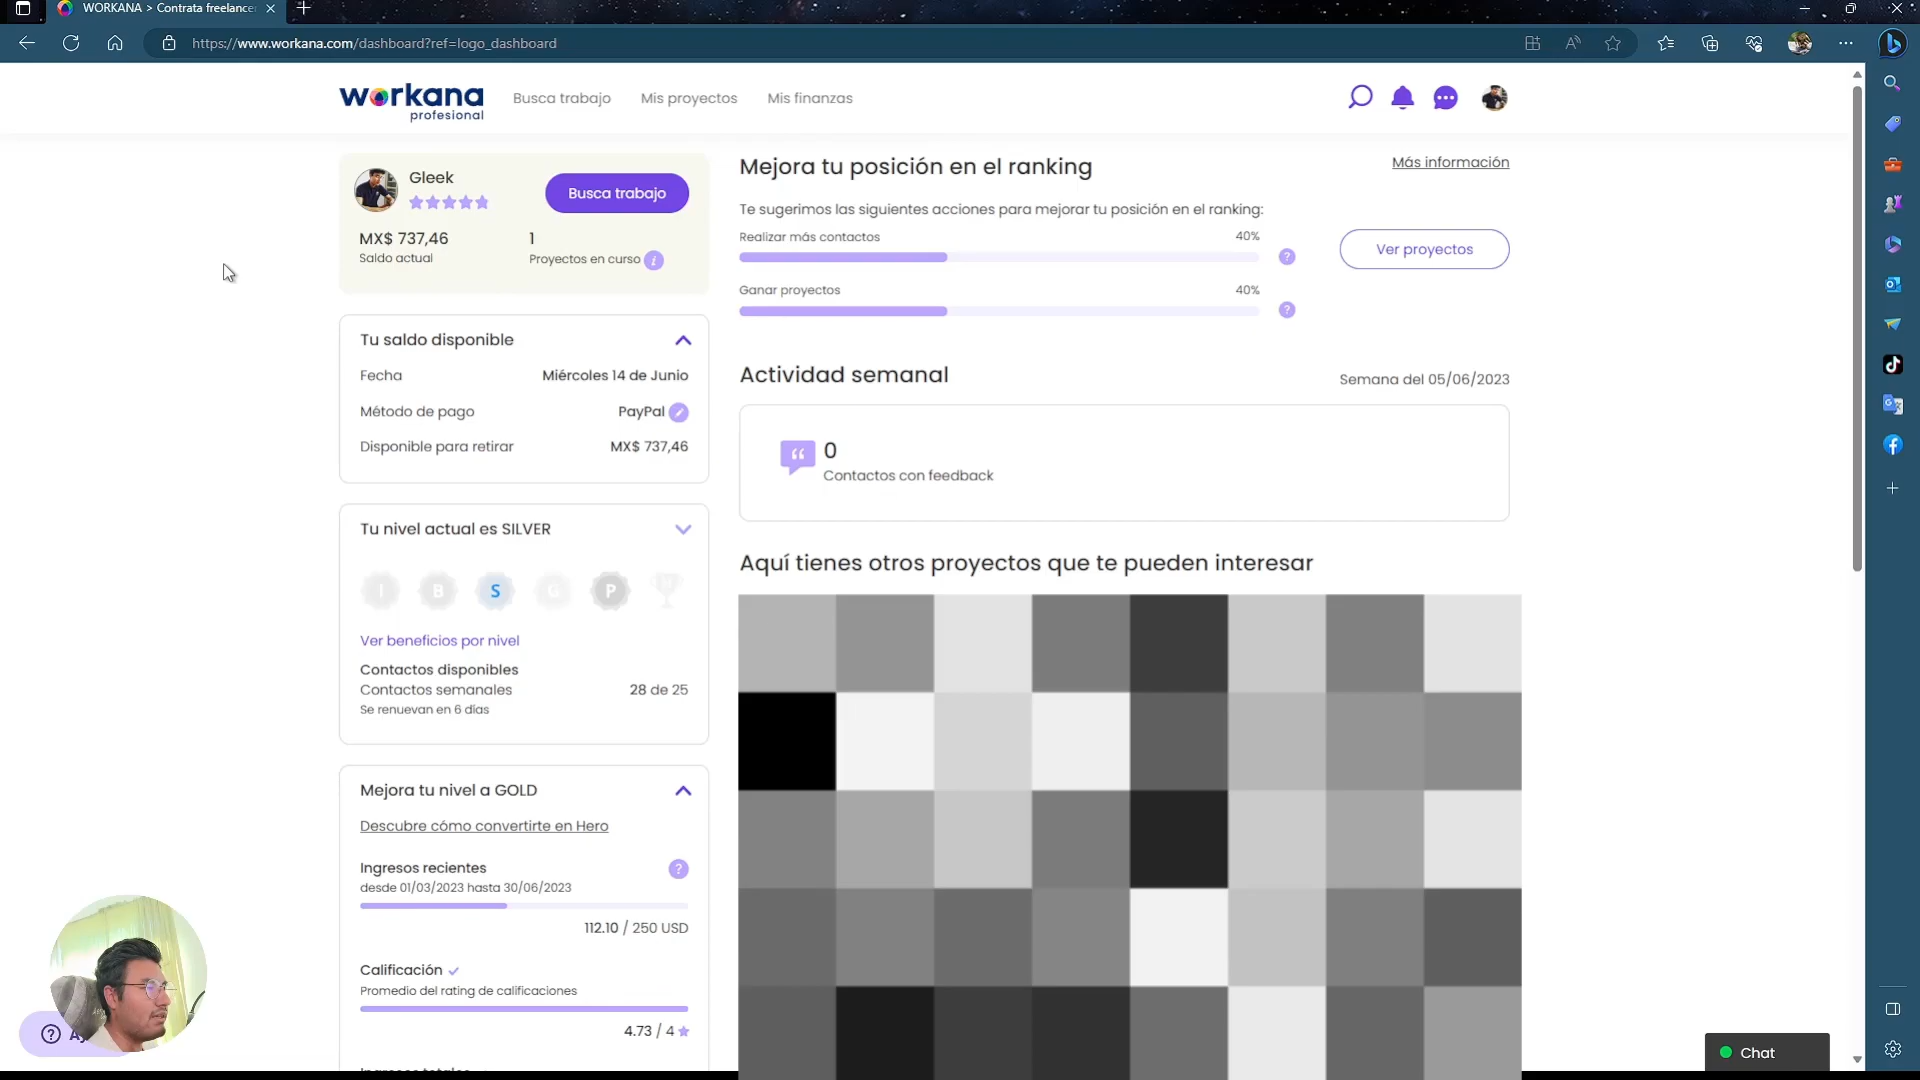 WORKANA > Contrata freelancer
https://www.workana.com/dashboard?ref=logo_dashboard
workana
profesional
Busca trabajo
Mis proyectos
Mis finanzas
Gleek
Busca trabajo
MX$ 737,46
Saldo actual
1
Proyectos en curso
Tu saldo disponible
Fecha
Miércoles 14 de Junio
Método de pago
PayPal
Disponible para retirar
MX$ 737,46
Tu nivel actual es SILVER
I B S G P H
Ver beneficios por nivel
Contactos disponibles
Contactos semanales
28 de 25
Se renuevan en 6 días
Mejora tu nivel a GOLD
Descubre cómo convertirte en Hero
Ingresos recientes
?
desde 01/03/2023 hasta 30/06/2023
112.10 / 250 USD
Calificación
Promedio del rating de calificaciones
4.73 / 4
Mejora tu posición en el ranking
Más información
Te sugerimos las siguientes acciones para mejorar tu posición en el ranking:
Realizar más contactos
40%
?
Ver proyectos
Ganar proyectos
40%
?
Actividad semanal
Semana del 05/06/2023
0
Contactos con feedback
Aquí tienes otros proyectos que te pueden interesar
Chat